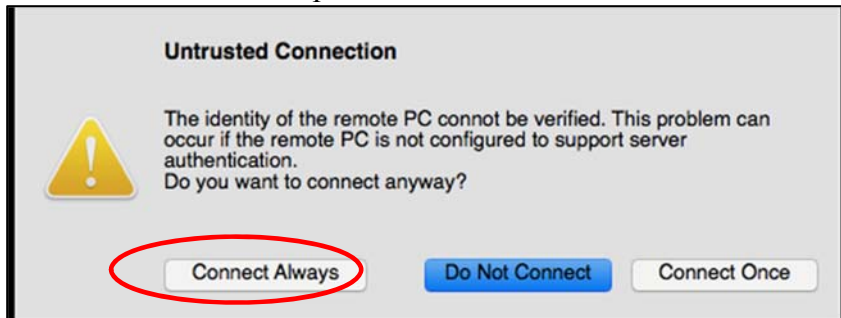 Untrusted Connection
The identity of the remote PC connot be verified. This problem can
occur if the remote PC is not configured to support server
authentication.
Do you want to connect anyway?
Connect Always Do Not Connect Connect Once